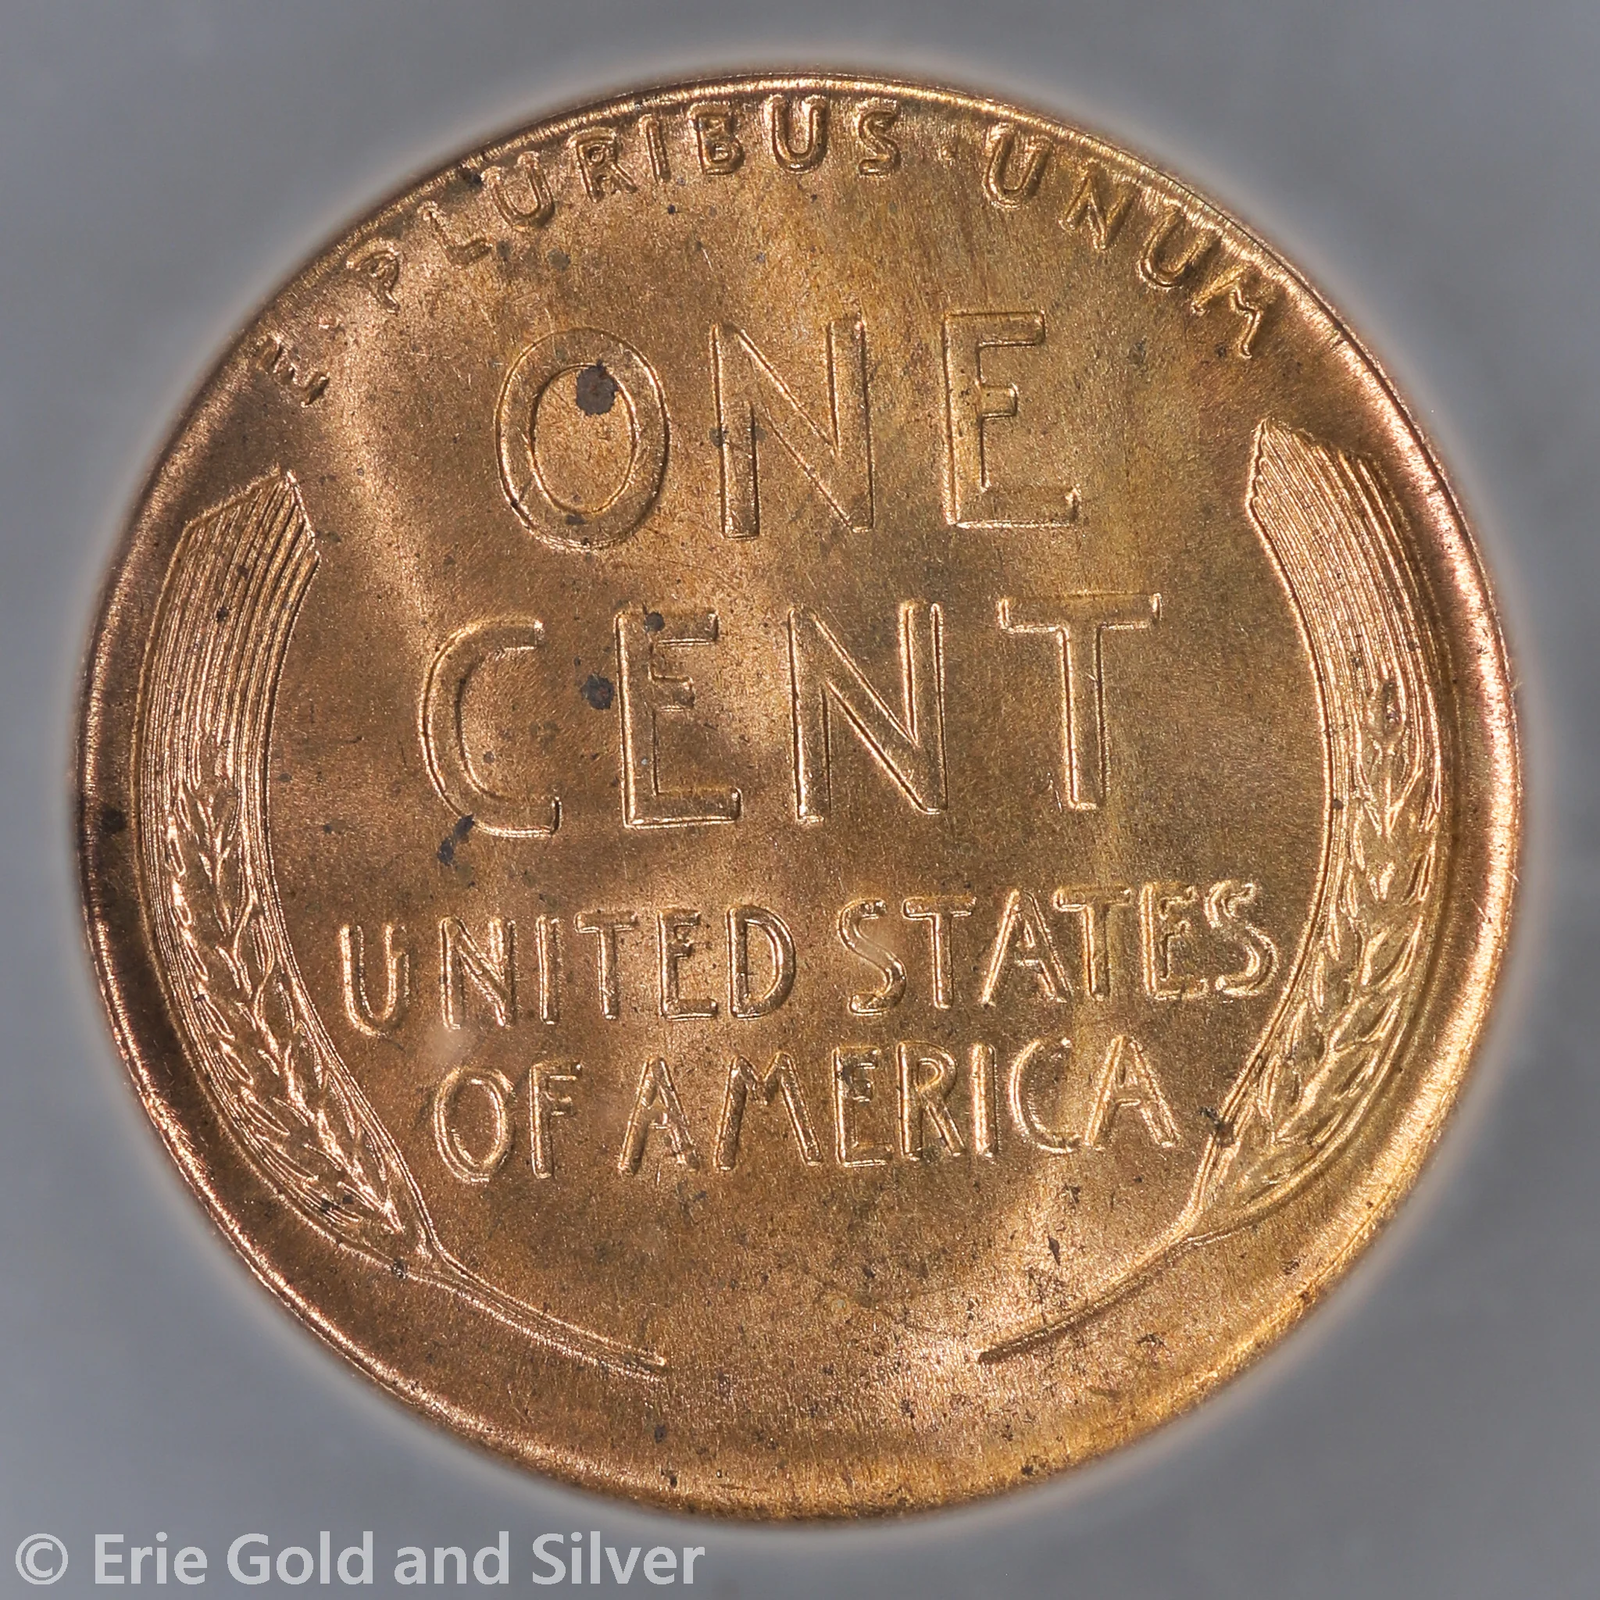 E·PLURIBUS·UNUM
ONE
CENT
UNITED STATES
OF AMERICA
© Erie Gold and Silver